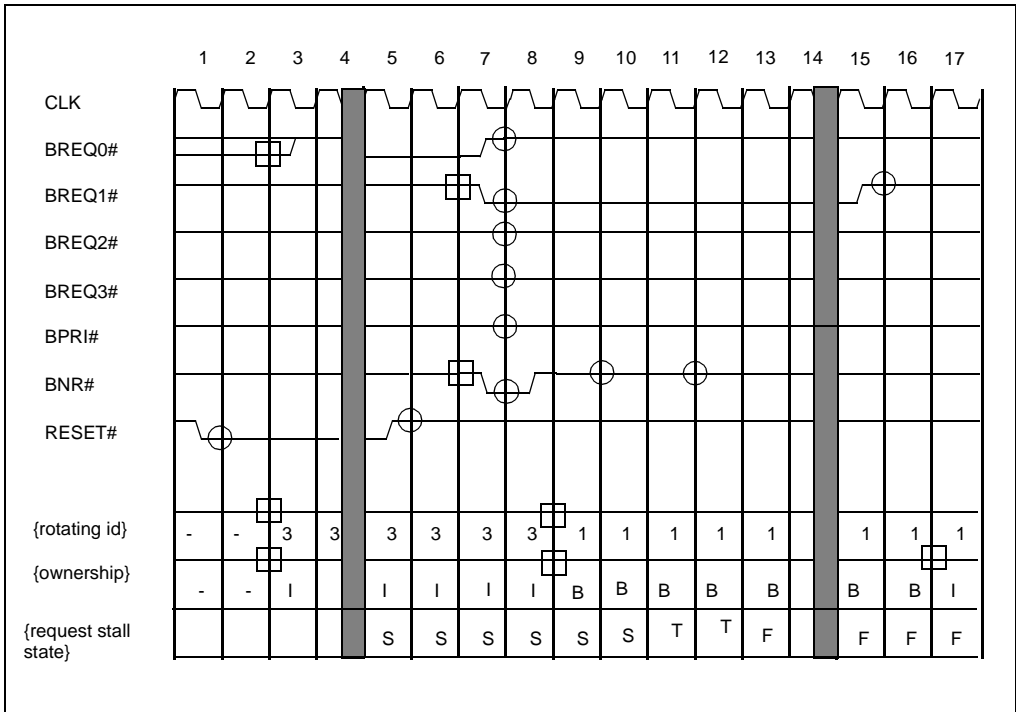 1 2 3 4 5 6 7 8 9 10 11 12 13 14 15 16 17
CLK
BREQ0#
BREQ1#
BREQ2#
BREQ3#
BPRI#
BNR#
RESET#
{rotating id} - - 3 3 3 3 3 3 1 1 1 1 1 1 1 1
{ownership} - - I I I I I B B B B B B B I
{request stall
state} S S S S S S T T F F F F